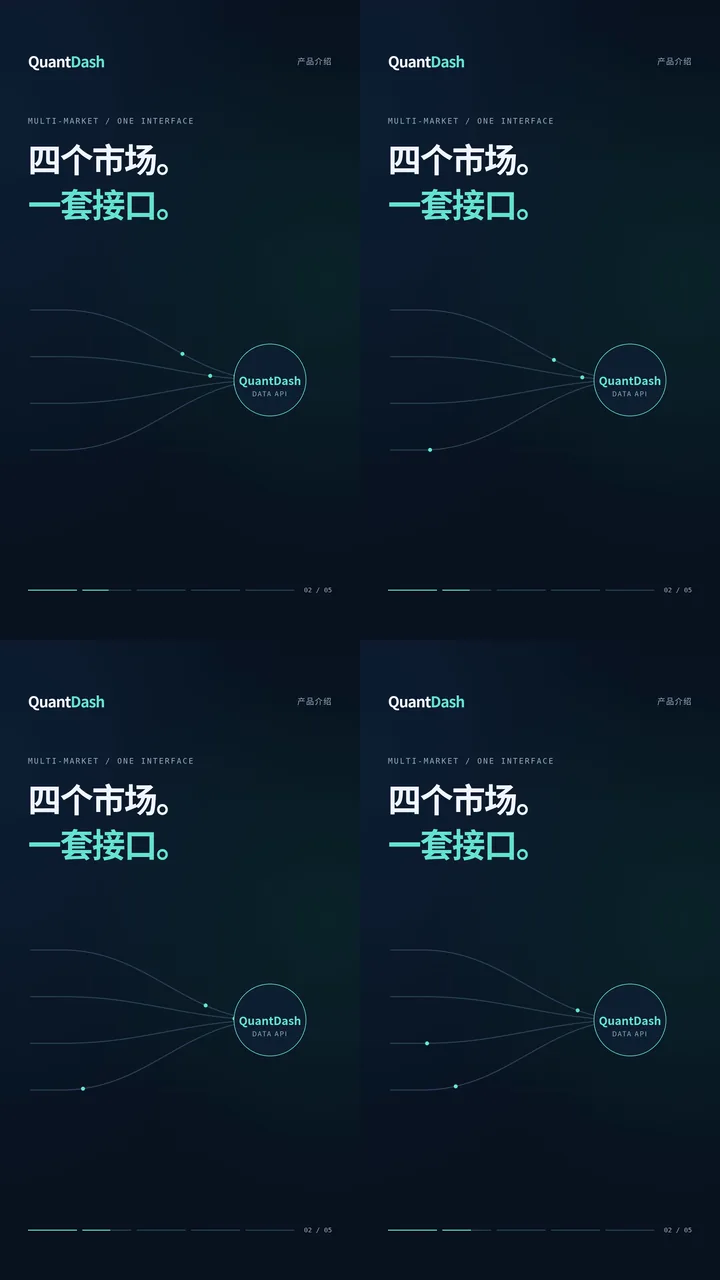 QuantDash
产品介绍
MULTI-MARKET / ONE INTERFACE
四个市场。
一套接口。
QuantDash
DATA API
02 / 05
QuantDash
产品介绍
MULTI-MARKET / ONE INTERFACE
四个市场。
一套接口。
QuantDash
DATA API
02 / 05
QuantDash
产品介绍
MULTI-MARKET / ONE INTERFACE
四个市场。
一套接口。
QuantDash
DATA API
02 / 05
QuantDash
产品介绍
MULTI-MARKET / ONE INTERFACE
四个市场。
一套接口。
QuantDash
DATA API
02 / 05